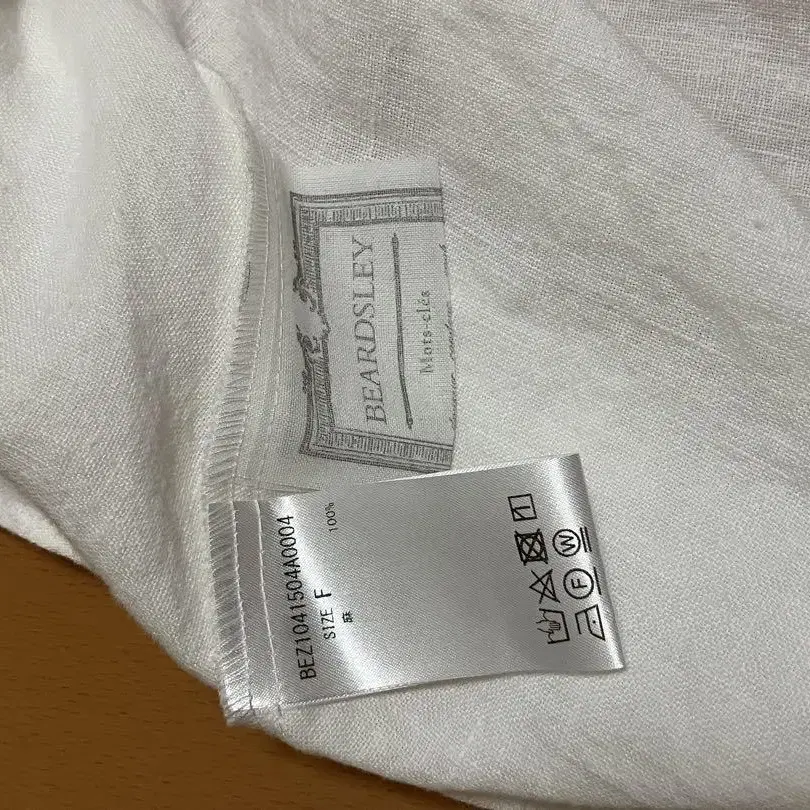 BEARDSLEY
Mots-clés
BEZ1041504A0004
SIZE F
麻 100%
F W